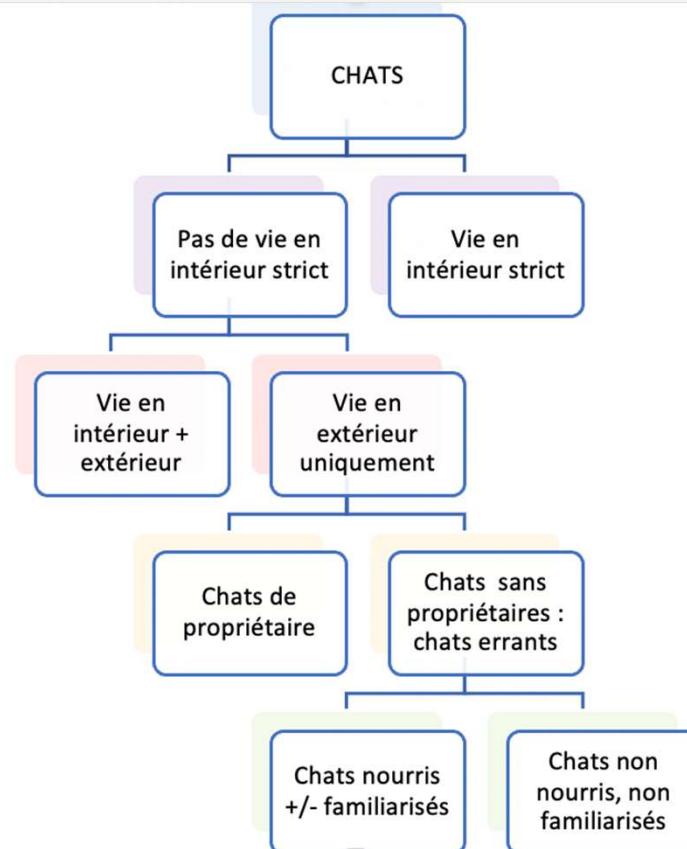 CHATS
Pas de vie en
intérieur strict
Vie en
intérieur strict
Vie en
intérieur +
extérieur
Vie en
extérieur
uniquement
Chats de
propriétaire
Chats sans
propriétaires :
chats errants
Chats nourris
+/- familiarisés
Chats non
nourris, non
familiarisés